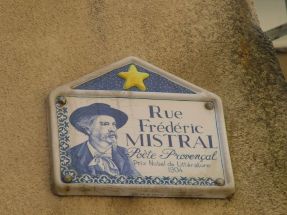 Rue
Frédéric
MISTRAL
Poète Provençal
Prix Nobel de Littérature
1904